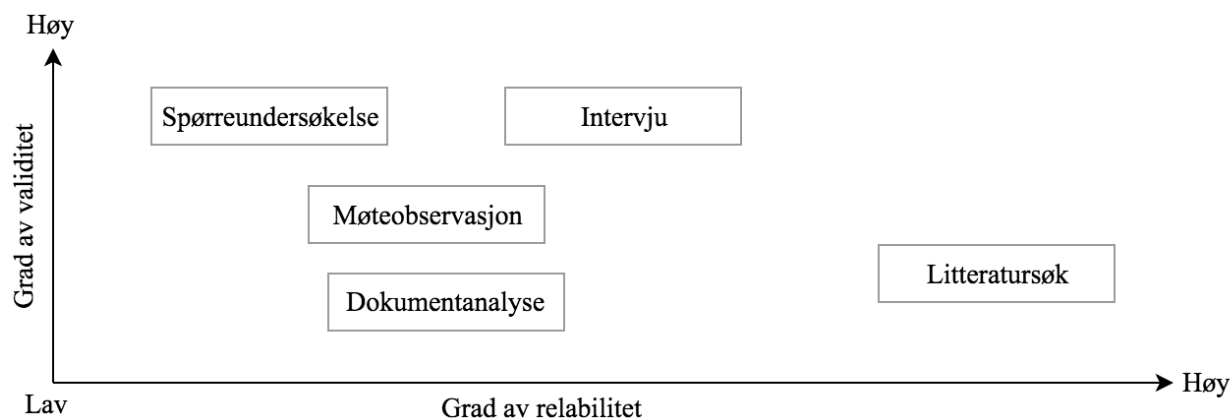 Høy
Spørreundersøkelse
Intervju
Grad av validitet
Møteobservasjon
Litteratursøk
Dokumentanalyse
Høy
Lav
Grad av relabilitet